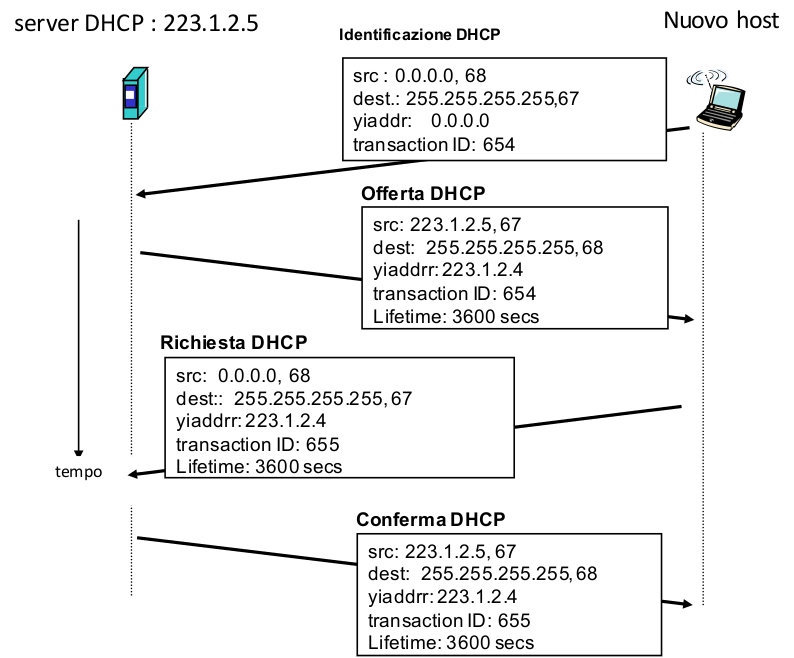 server DHCP : 223.1.2.5
Nuovo host
Identificazione DHCP
src : 0.0.0.0, 68
dest.: 255.255.255.255,67
yiaddr: 0.0.0.0
transaction ID: 654
Offerta DHCP
src: 223.1.2.5, 67
dest: 255.255.255.255, 68
yiaddrr: 223.1.2.4
transaction ID: 654
Lifetime: 3600 secs
Richiesta DHCP
src: 0.0.0.0, 68
dest:: 255.255.255.255, 67
yiaddrr: 223.1.2.4
transaction ID: 655
Lifetime: 3600 secs
tempo
Conferma DHCP
src: 223.1.2.5, 67
dest: 255.255.255.255, 68
yiaddrr: 223.1.2.4
transaction ID: 655
Lifetime: 3600 secs